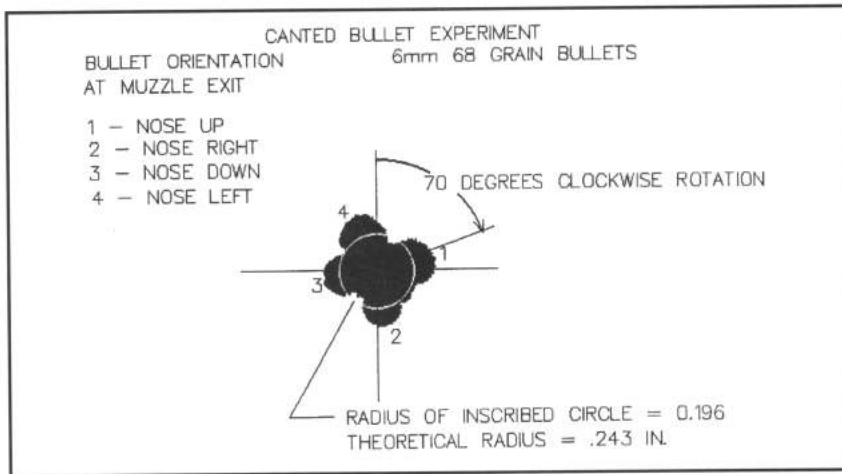 CANTED BULLET EXPERIMENT
BULLET ORIENTATION
6mm 68 GRAIN BULLETS
AT MUZZLE EXIT
1 - NOSE UP
2 - NOSE RIGHT
3 - NOSE DOWN
4 - NOSE LEFT
70 DEGREES CLOCKWISE ROTATION
4
1
3
2
RADIUS OF INSCRIBED CIRCLE = 0.196
THEORETICAL RADIUS = .243 IN.